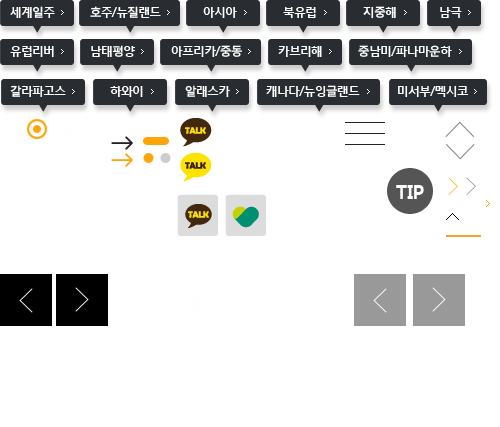 세계일주 호주/뉴질랜드 아시아 북유럽 지중해 남극
유럽리버 남태평양 아프리카/중동 카브리해 중남미/파나마운하
갈라파고스 하와이 알래스카 캐나다/뉴잉글랜드 미서부/멕시코
TALK
TALK
TIP
TALK